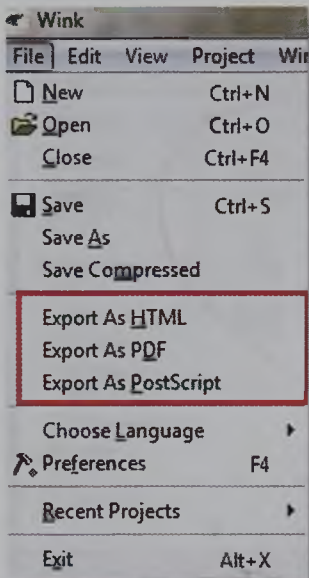 Wink
File Edit View Project
New Ctrl+N
Open Ctrl+O
Close Ctrl+F4
Save Ctrl+S
Save As
Save Compressed
Export As HTML
Export As PDF
Export As PostScript
Choose Language
Preferences F4
Recent Projects
Exit Alt+X